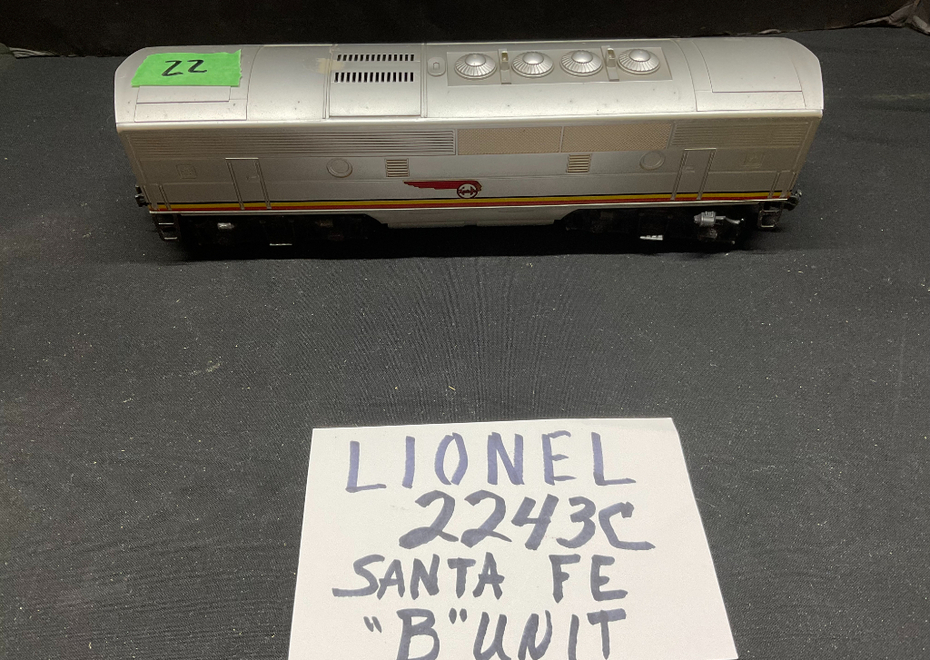 22
LIONEL
2243C
SANTA FE
"B" UNIT